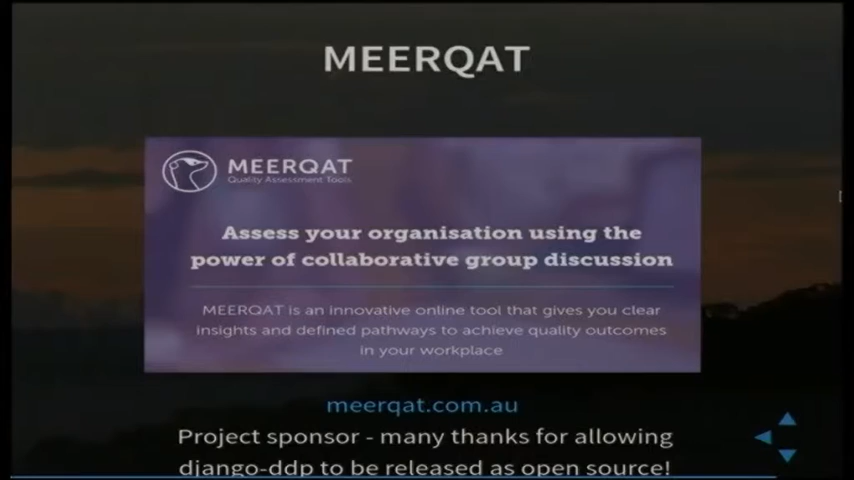 MEERQAT
MEERQAT
Quality Assessment Tools
Assess your organisation using the
power of collaborative group discussion
MEERQAT is an innovative online tool that gives you clear
insights and defined pathways to achieve quality outcomes
in your workplace
meerqat.com.au
Project sponsor - many thanks for allowing
django-ddp to be released as open source!